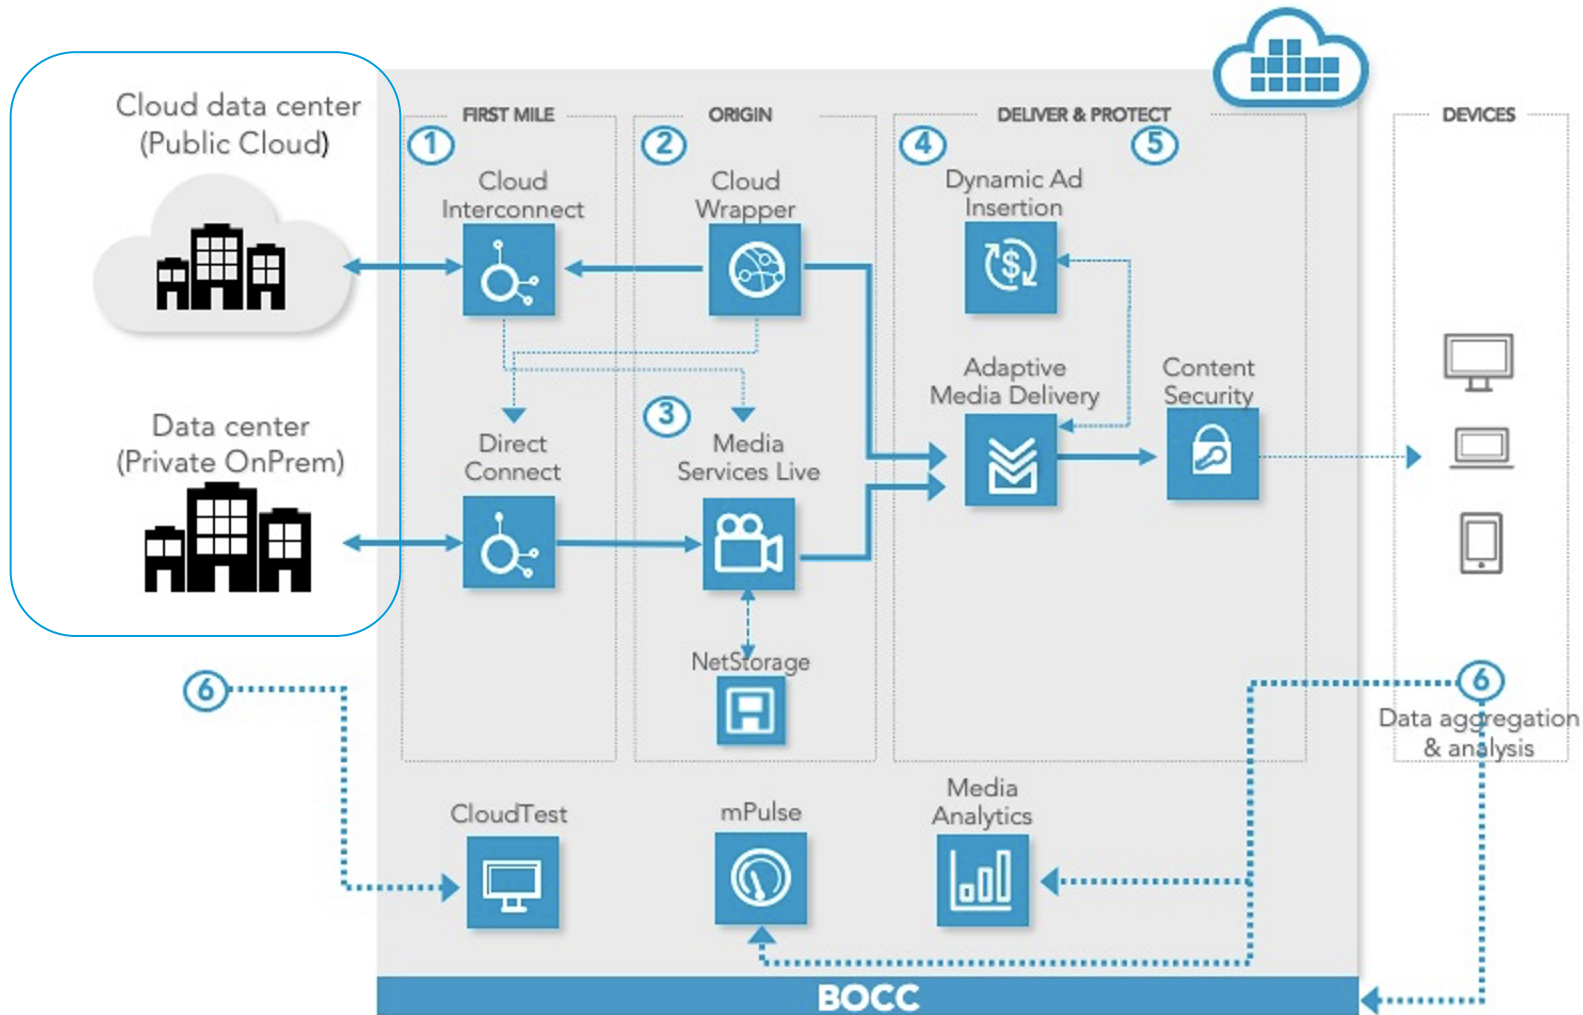 Cloud data center
(Public Cloud)
Data center
(Private OnPrem)
6
FIRST MILE
1
Cloud
Interconnect
Direct
Connect
ORIGIN
2
Cloud
Wrapper
3
Media
Services Live
NetStorage
DELIVER & PROTECT
4
5
Dynamic Ad
Insertion
$
Adaptive
Media Delivery
Content
Security
DEVICES
6
Data aggregation
& analysis
CloudTest
mPulse
Media
Analytics
BOCC